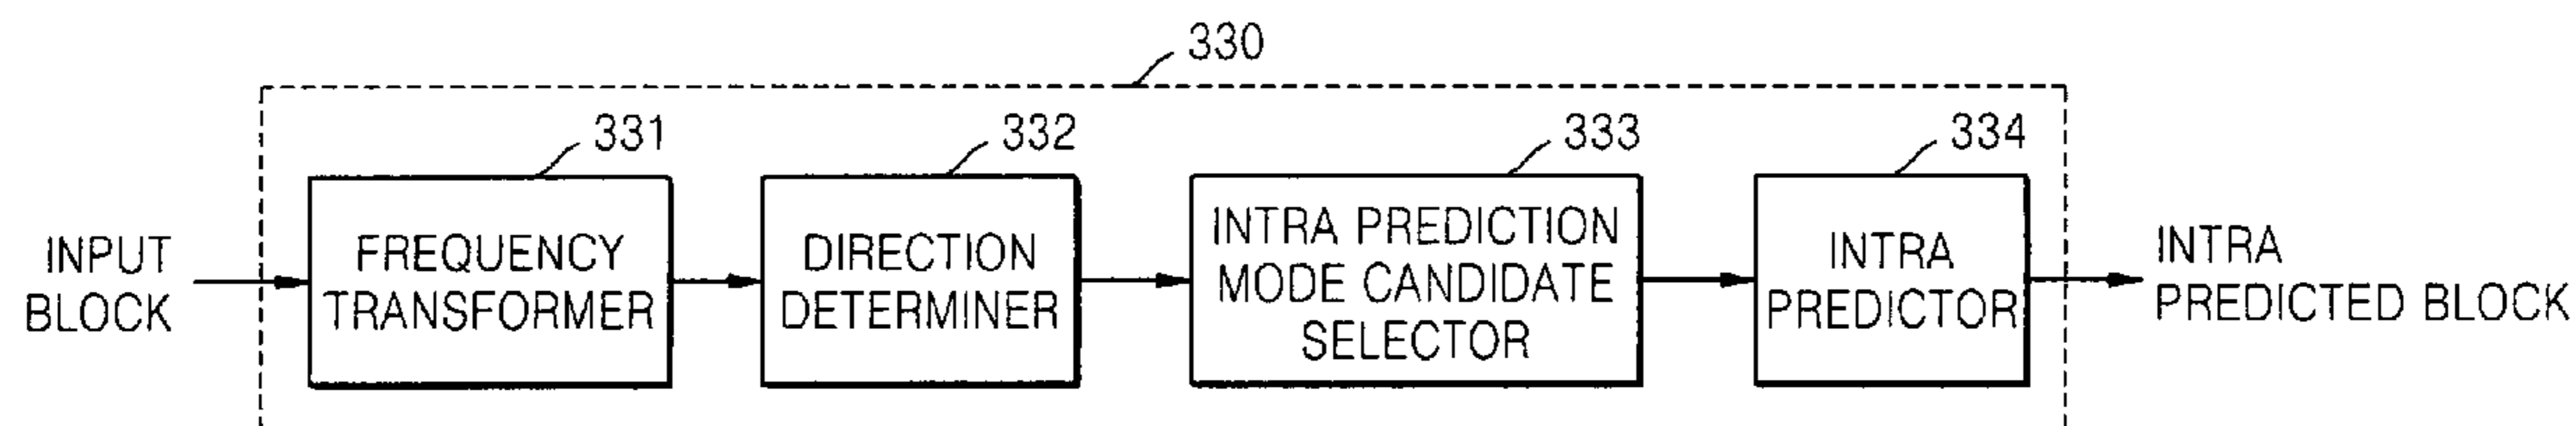 330
331
332
333
334
INPUT
BLOCK
FREQUENCY
TRANSFORMER
DIRECTION
DETERMINER
INTRA PREDICTION
MODE CANDIDATE
SELECTOR
INTRA
PREDICTOR
INTRA
PREDICTED BLOCK